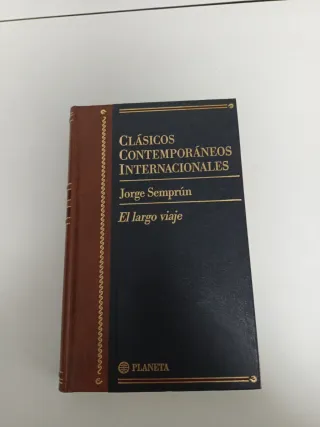 CLÁSICOS
CONTEMPORÁNEOS
INTERNACIONALES
Jorge Semprún
El largo viaje
PLANETA